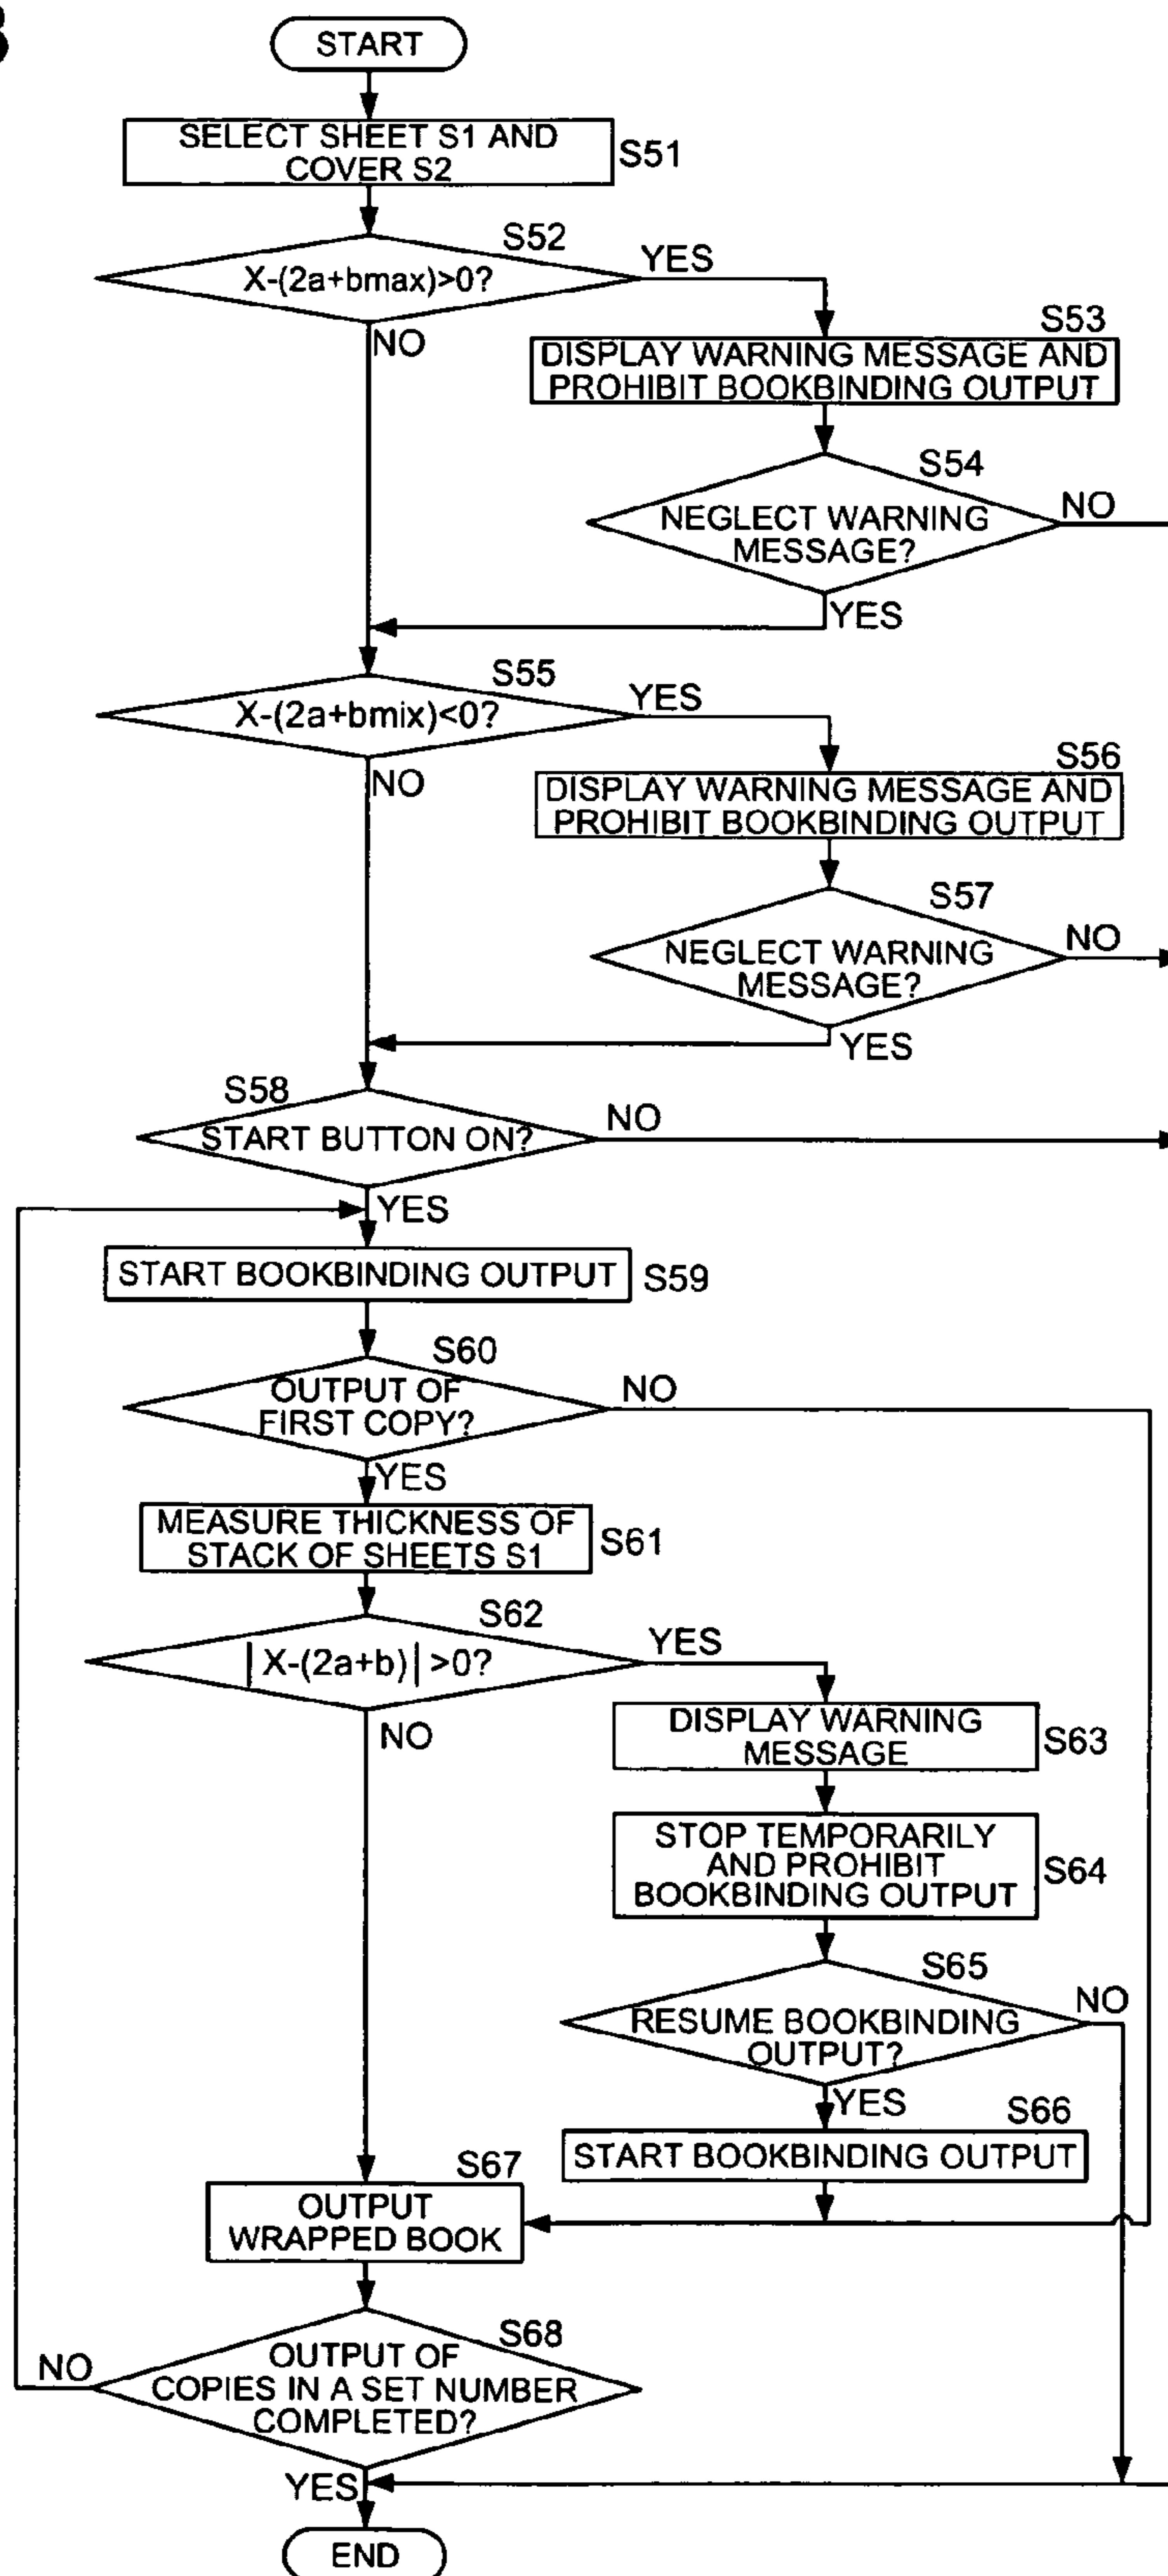 START
SELECT SHEET S1 AND
COVER S2
S51
S52
X-(2a+bmax)>0?
YES
NO
S53
DISPLAY WARNING MESSAGE AND
PROHIBIT BOOKBINDING OUTPUT
S54
NEGLECT WARNING
MESSAGE?
NO
YES
S55
X-(2a+bmix)<0?
YES
NO
S56
DISPLAY WARNING MESSAGE AND
PROHIBIT BOOKBINDING OUTPUT
S57
NEGLECT WARNING
MESSAGE?
NO
YES
S58
START BUTTON ON?
NO
YES
START BOOKBINDING OUTPUT
S59
S60
OUTPUT OF
FIRST COPY?
NO
YES
MEASURE THICKNESS OF
STACK OF SHEETS S1
S61
S62
|X-(2a+b)|>0?
YES
NO
DISPLAY WARNING
MESSAGE
S63
STOP TEMPORARILY
AND PROHIBIT
BOOKBINDING OUTPUT
S64
S65
RESUME BOOKBINDING
OUTPUT?
NO
YES
S66
START BOOKBINDING OUTPUT
S67
OUTPUT
WRAPPED BOOK
S68
OUTPUT OF
COPIES IN A SET NUMBER
COMPLETED?
NO
YES
END